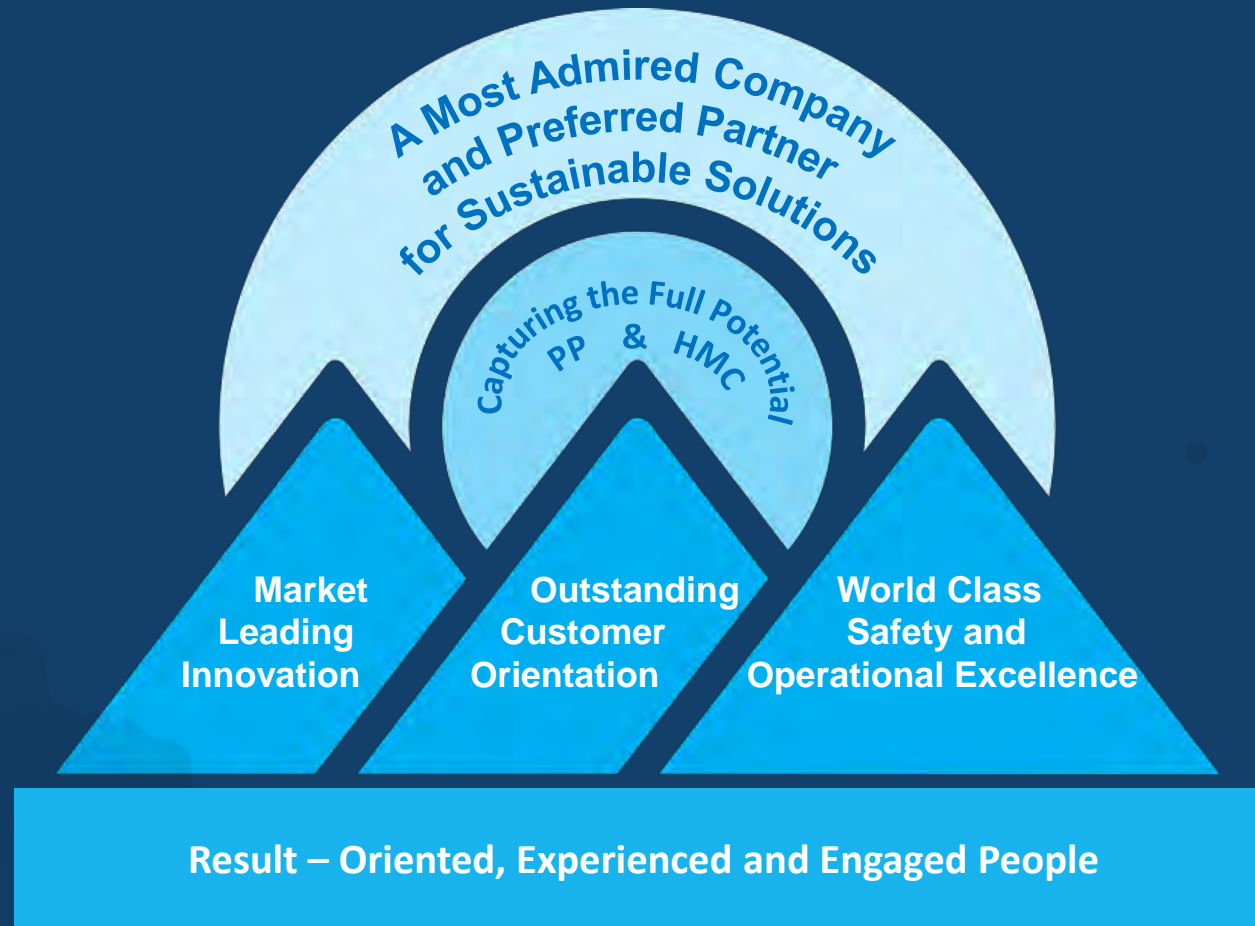 A Most Admired Company
and Preferred Partner
for Sustainable Solutions
Capturing the Full Potential
PP & HMC
Market
Leading
Innovation
Outstanding
Customer
Orientation
World Class
Safety and
Operational Excellence
Result – Oriented, Experienced and Engaged People